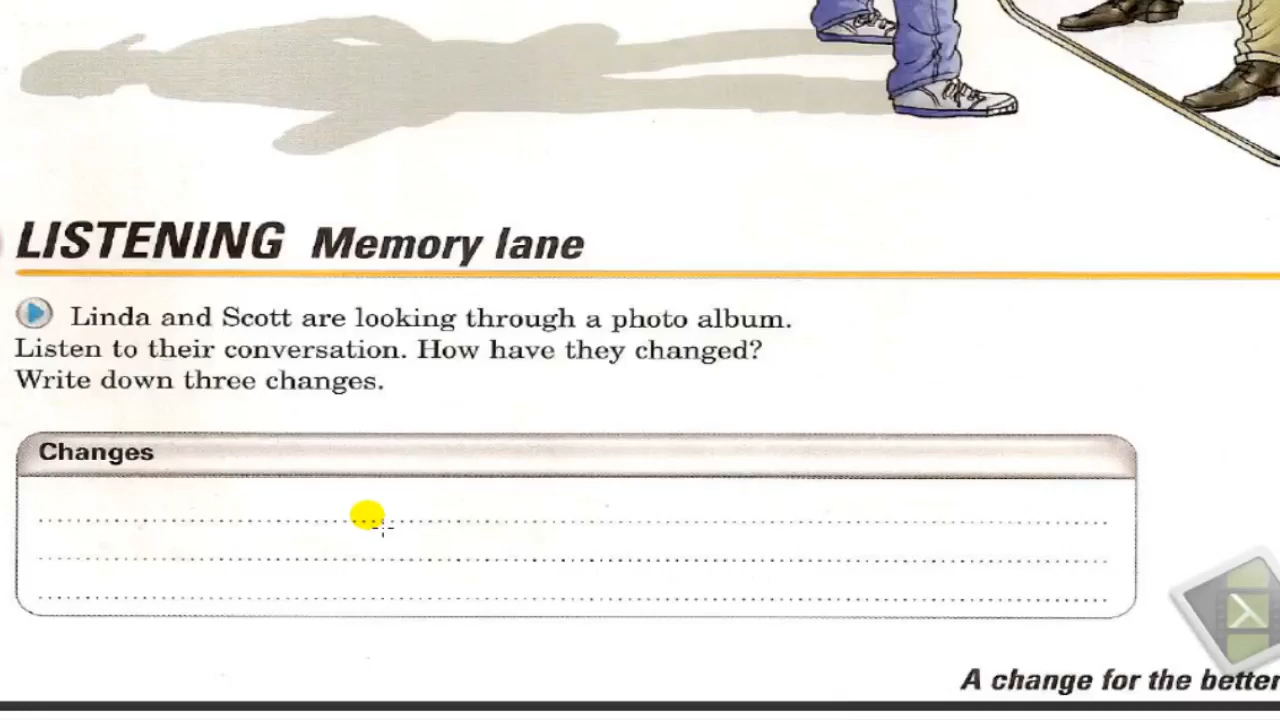 LISTENING Memory lane
Linda and Scott are looking through a photo album.
Listen to their conversation. How have they changed?
Write down three changes.
Changes
A change for the better